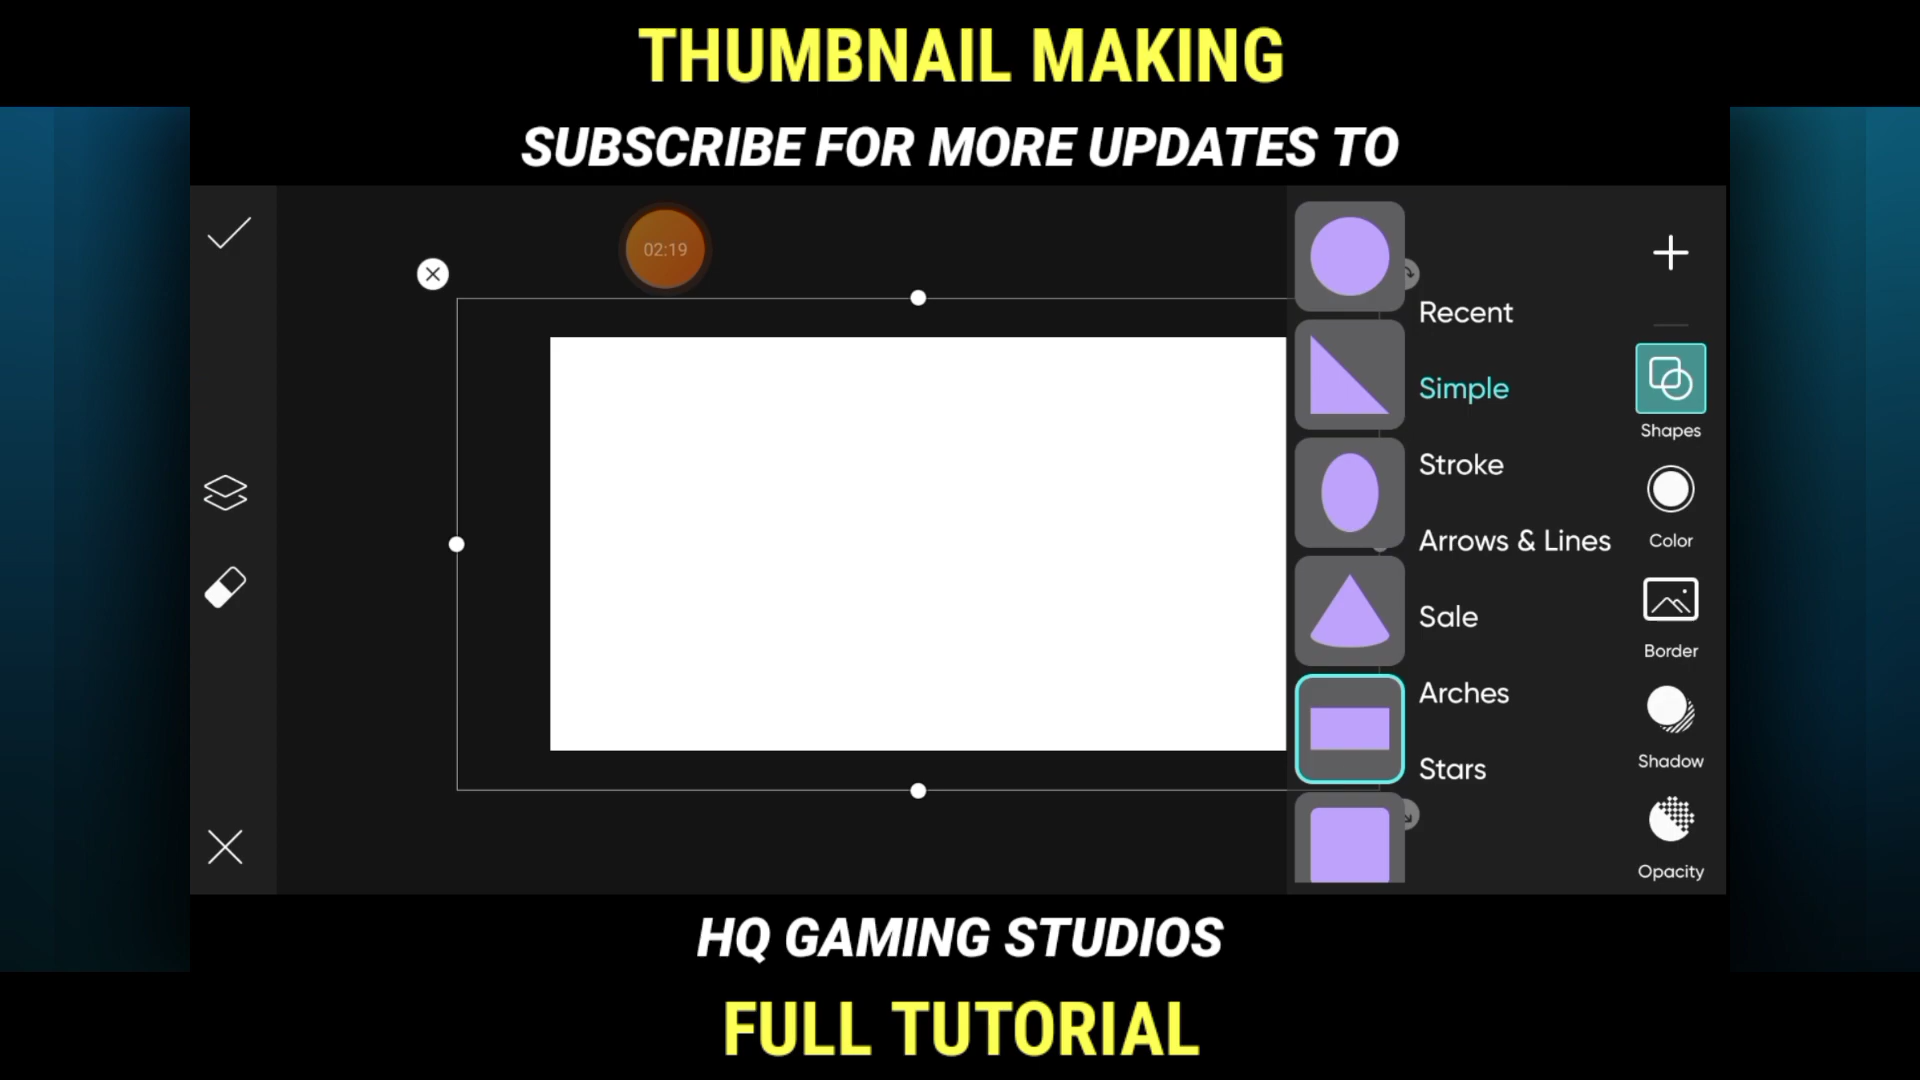 THUMBNAIL MAKING
SUBSCRIBE FOR MORE UPDATES TO
02:19
Recent
Simple
Stroke
Arrows & Lines
Sale
Arches
Stars
Shapes
Color
Border
Shadow
Opacity
HQ GAMING STUDIOS
FULL TUTORIAL